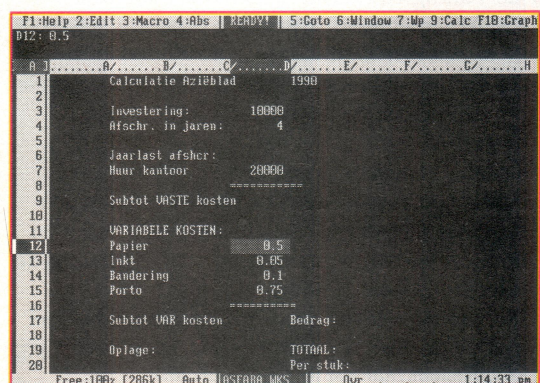 F1:Help 2:Edit 3:Macro 4:Abs READY! 5:Goto 6:Window 7:Wp 9:Calc F10:Graph
D12: 0.5
A ........A/.......B/.......C/.......D/.......E/.......F/.......G/.......H
1 Calculatie Aziëblad 1990
2
3 Investering: 10000
4 Afschr. in jaren: 4
5
6 Jaarlast afshcr:
7 Huur kantoor 20000
8 ===========
9 Subtot VASTE kosten
10
11 VARIABELE KOSTEN:
12 Papier 0.5
13 Inkt 0.05
14 Bandering 0.1
15 Porto 0.75
16 ===========
17 Subtot VAR kosten Bedrag:
18
19 Oplage: TOTAAL:
20 Per stuk:
Free:100% [286k] Auto .WKS Ovr 1:14:33 pm